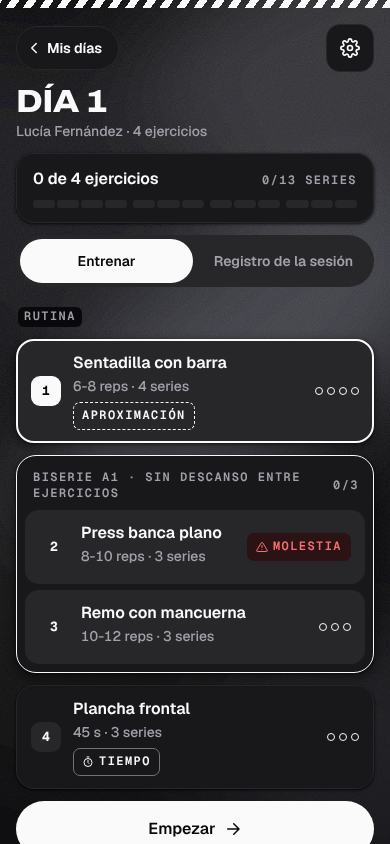 Mis días
DÍA 1
Lucía Fernández · 4 ejercicios
0 de 4 ejercicios
0/13 SERIES
Entrenar
Registro de la sesión
RUTINA
1
Sentadilla con barra
6-8 reps · 4 series
APROXIMACIÓN
BISERIE A1 · SIN DESCANSO ENTRE
EJERCICIOS
0/3
2
Press banca plano
8-10 reps · 3 series
MOLESTIA
3
Remo con mancuerna
10-12 reps · 3 series
4
Plancha frontal
45 s · 3 series
TIEMPO
Empezar